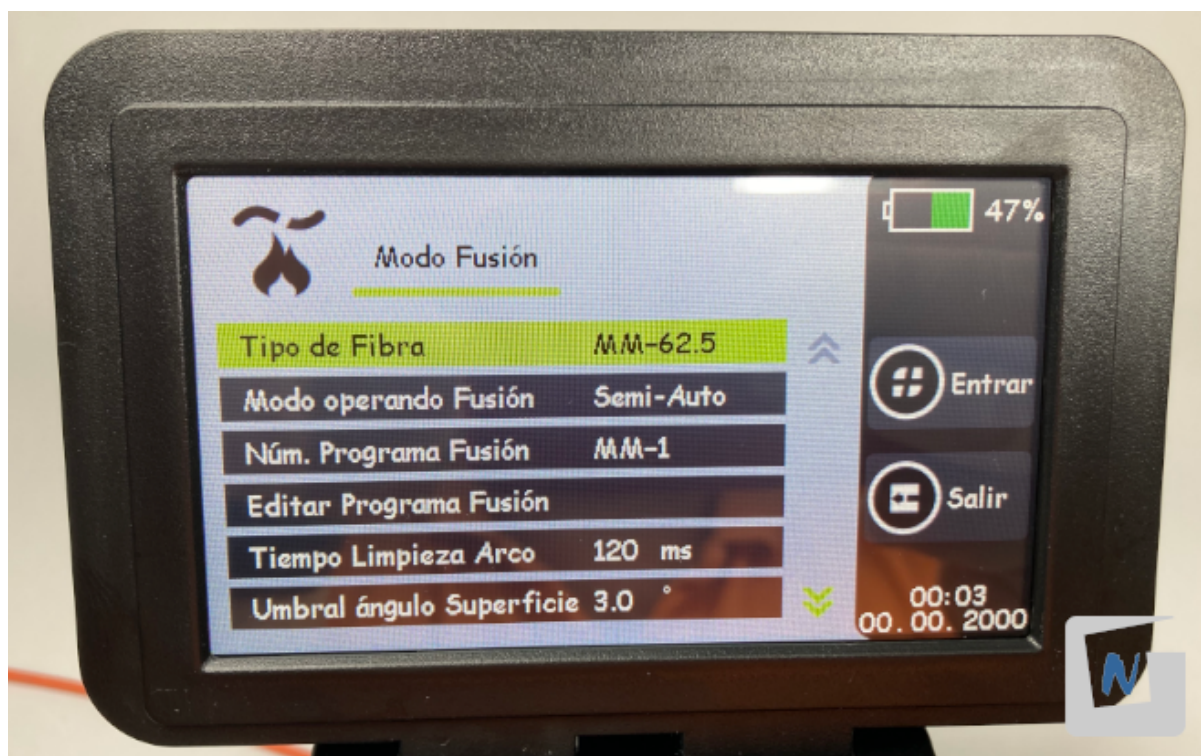 Modo Fusión
Tipo de Fibra MM-62.5
Modo operando Fusión Semi-Auto
Núm. Programa Fusión MM-1
Editar Programa Fusión
Tiempo Limpieza Arco 120 ms
Umbral ángulo Superficie 3.0 °
47%
Entrar
Salir
00:03
00.00.2000
N